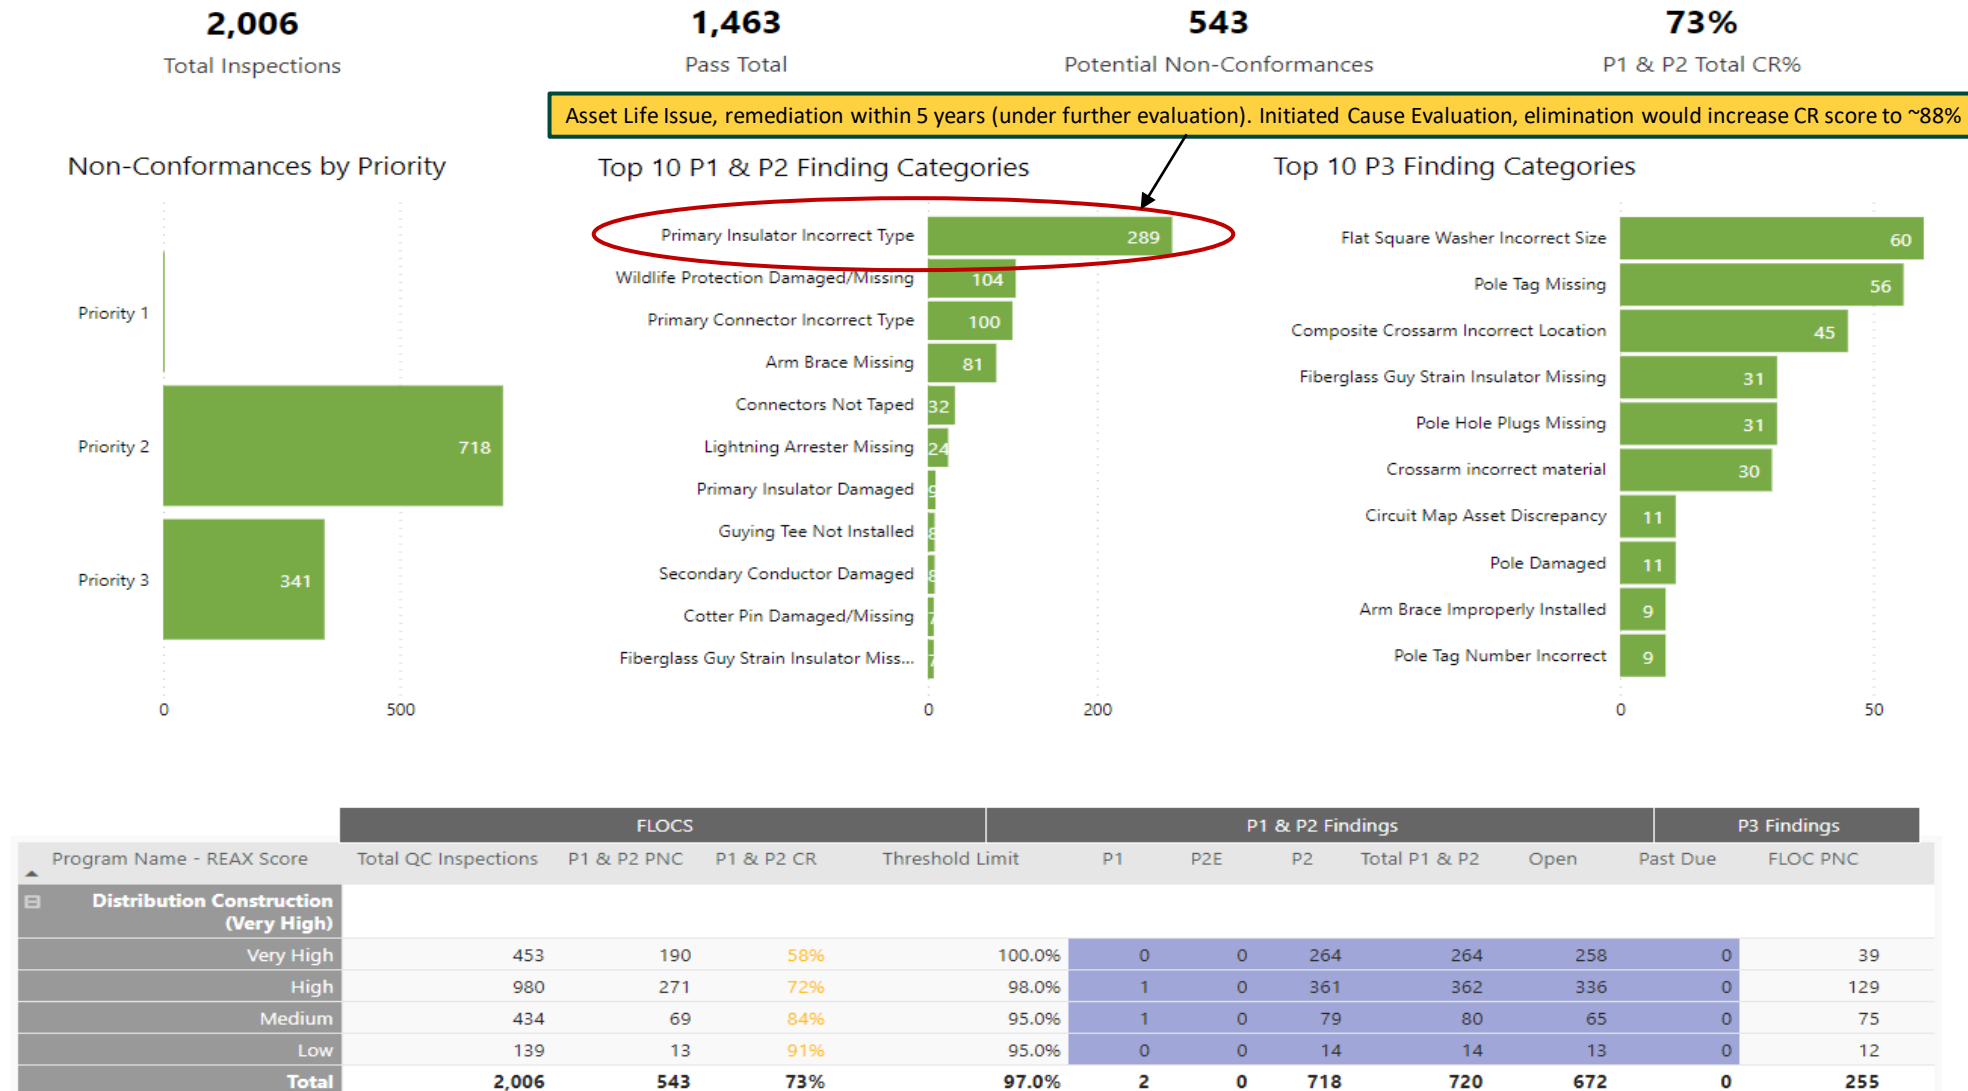 2,006
Total Inspections
1,463
Pass Total
543
Potential Non-Conformances
73%
P1 & P2 Total CR%
Asset Life Issue, remediation within 5 years (under further evaluation). Initiated Cause Evaluation, elimination would increase CR score to ~88%
Non-Conformances by Priority
Priority 1
Priority 2 718
Priority 3 341
0 500
Top 10 P1 & P2 Finding Categories
Primary Insulator Incorrect Type 289
Wildlife Protection Damaged/Missing 104
Primary Connector Incorrect Type 100
Arm Brace Missing 81
Connectors Not Taped 32
Lightning Arrester Missing 24
Primary Insulator Damaged 9
Guying Tee Not Installed 8
Secondary Conductor Damaged 8
Cotter Pin Damaged/Missing 7
Fiberglass Guy Strain Insulator Miss... 7
0 200
Top 10 P3 Finding Categories
Flat Square Washer Incorrect Size 60
Pole Tag Missing 56
Composite Crossarm Incorrect Location 45
Fiberglass Guy Strain Insulator Missing 31
Pole Hole Plugs Missing 31
Crossarm incorrect material 30
Circuit Map Asset Discrepancy 11
Pole Damaged 11
Arm Brace Improperly Installed 9
Pole Tag Number Incorrect 9
0 50
FLOCS P1 & P2 Findings P3 Findings
Program Name - REAX Score Total QC Inspections P1 & P2 PNC P1 & P2 CR Threshold Limit P1 P2E P2 Total P1 & P2 Open Past Due FLOC PNC
Distribution Construction
(Very High)
Very High 453 190 58% 100.0% 0 0 264 264 258 0 39
High 980 271 72% 98.0% 1 0 361 362 336 0 129
Medium 434 69 84% 95.0% 1 0 79 80 65 0 75
Low 139 13 91% 95.0% 0 0 14 14 13 0 12
Total 2,006 543 73% 97.0% 2 0 718 720 672 0 255